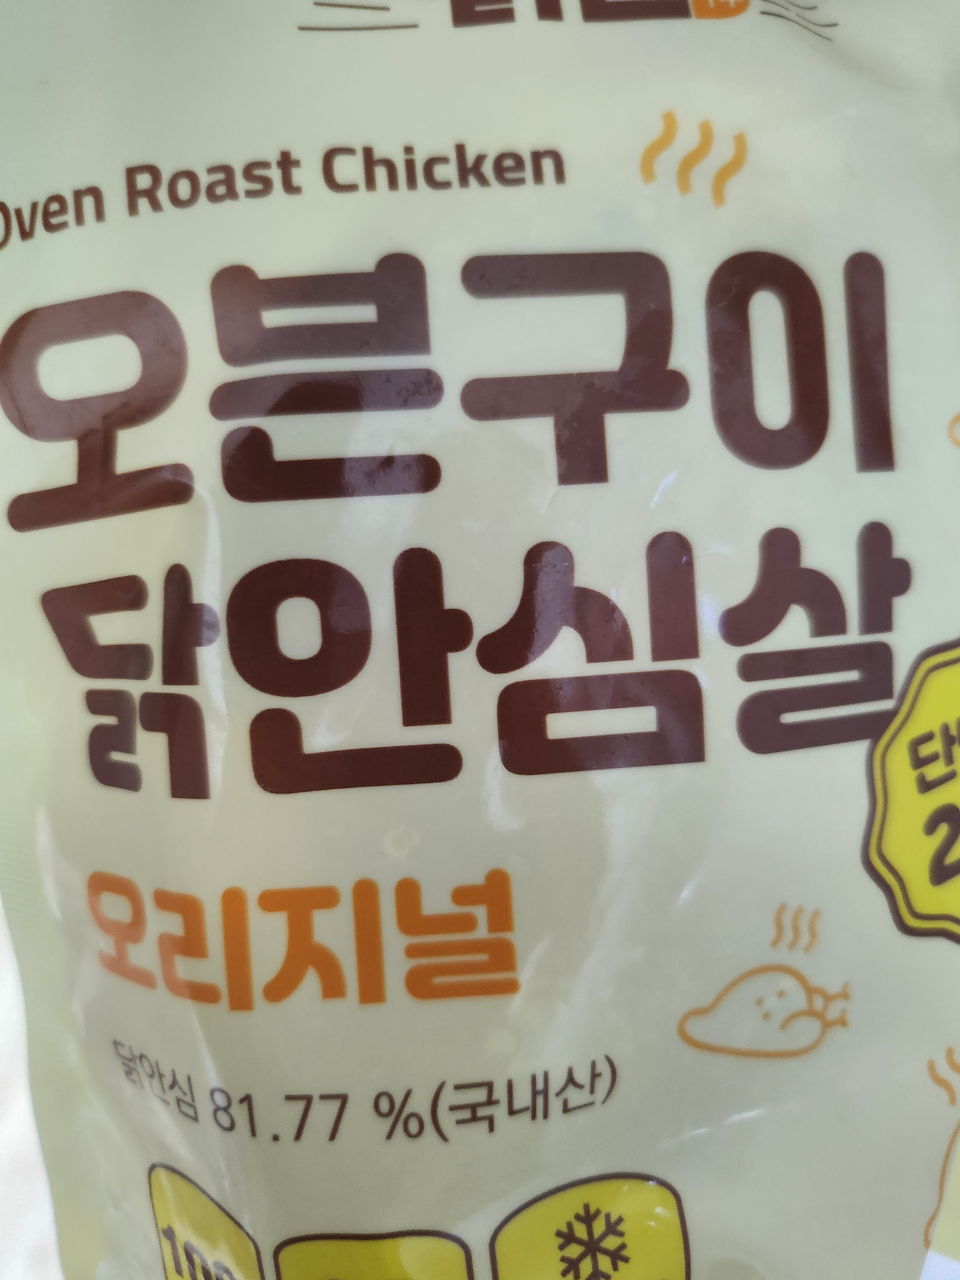 Oven Roast Chicken
오븐구이
닭안심살
오리지널
닭안심 81.77 %(국내산)